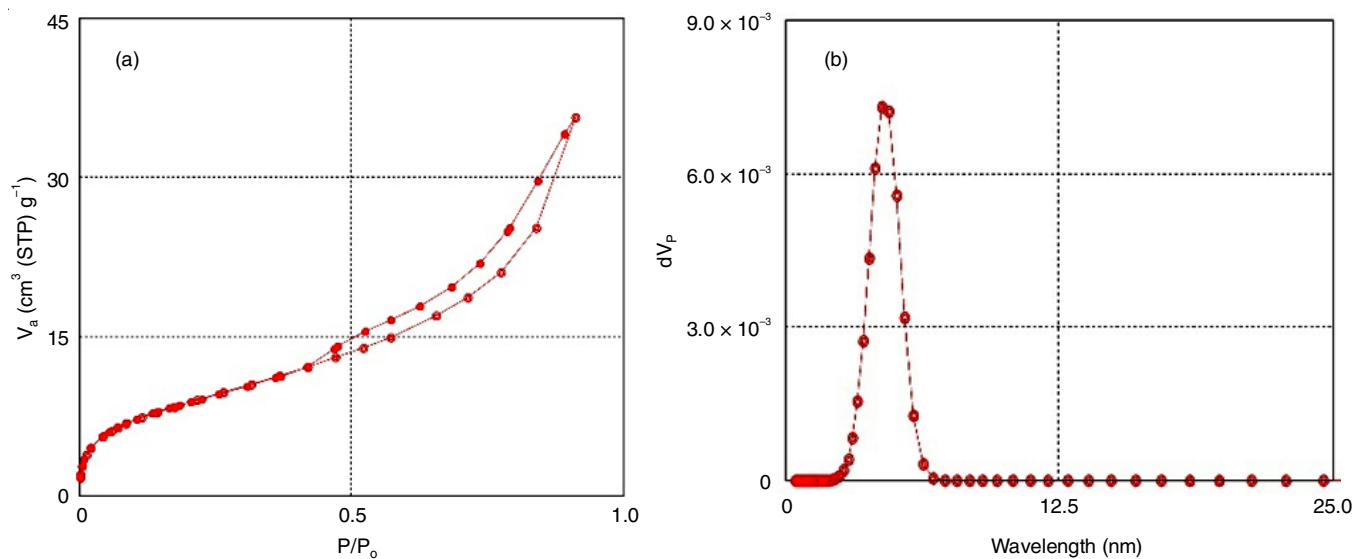 (a)
45
30
15
0
0
0.5
1.0
P/Pₒ
Vₐ (cm³ (STP) g⁻¹)
(b)
9.0 × 10⁻³
6.0 × 10⁻³
3.0 × 10⁻³
0
0
12.5
25.0
Wavelength (nm)
dV_P